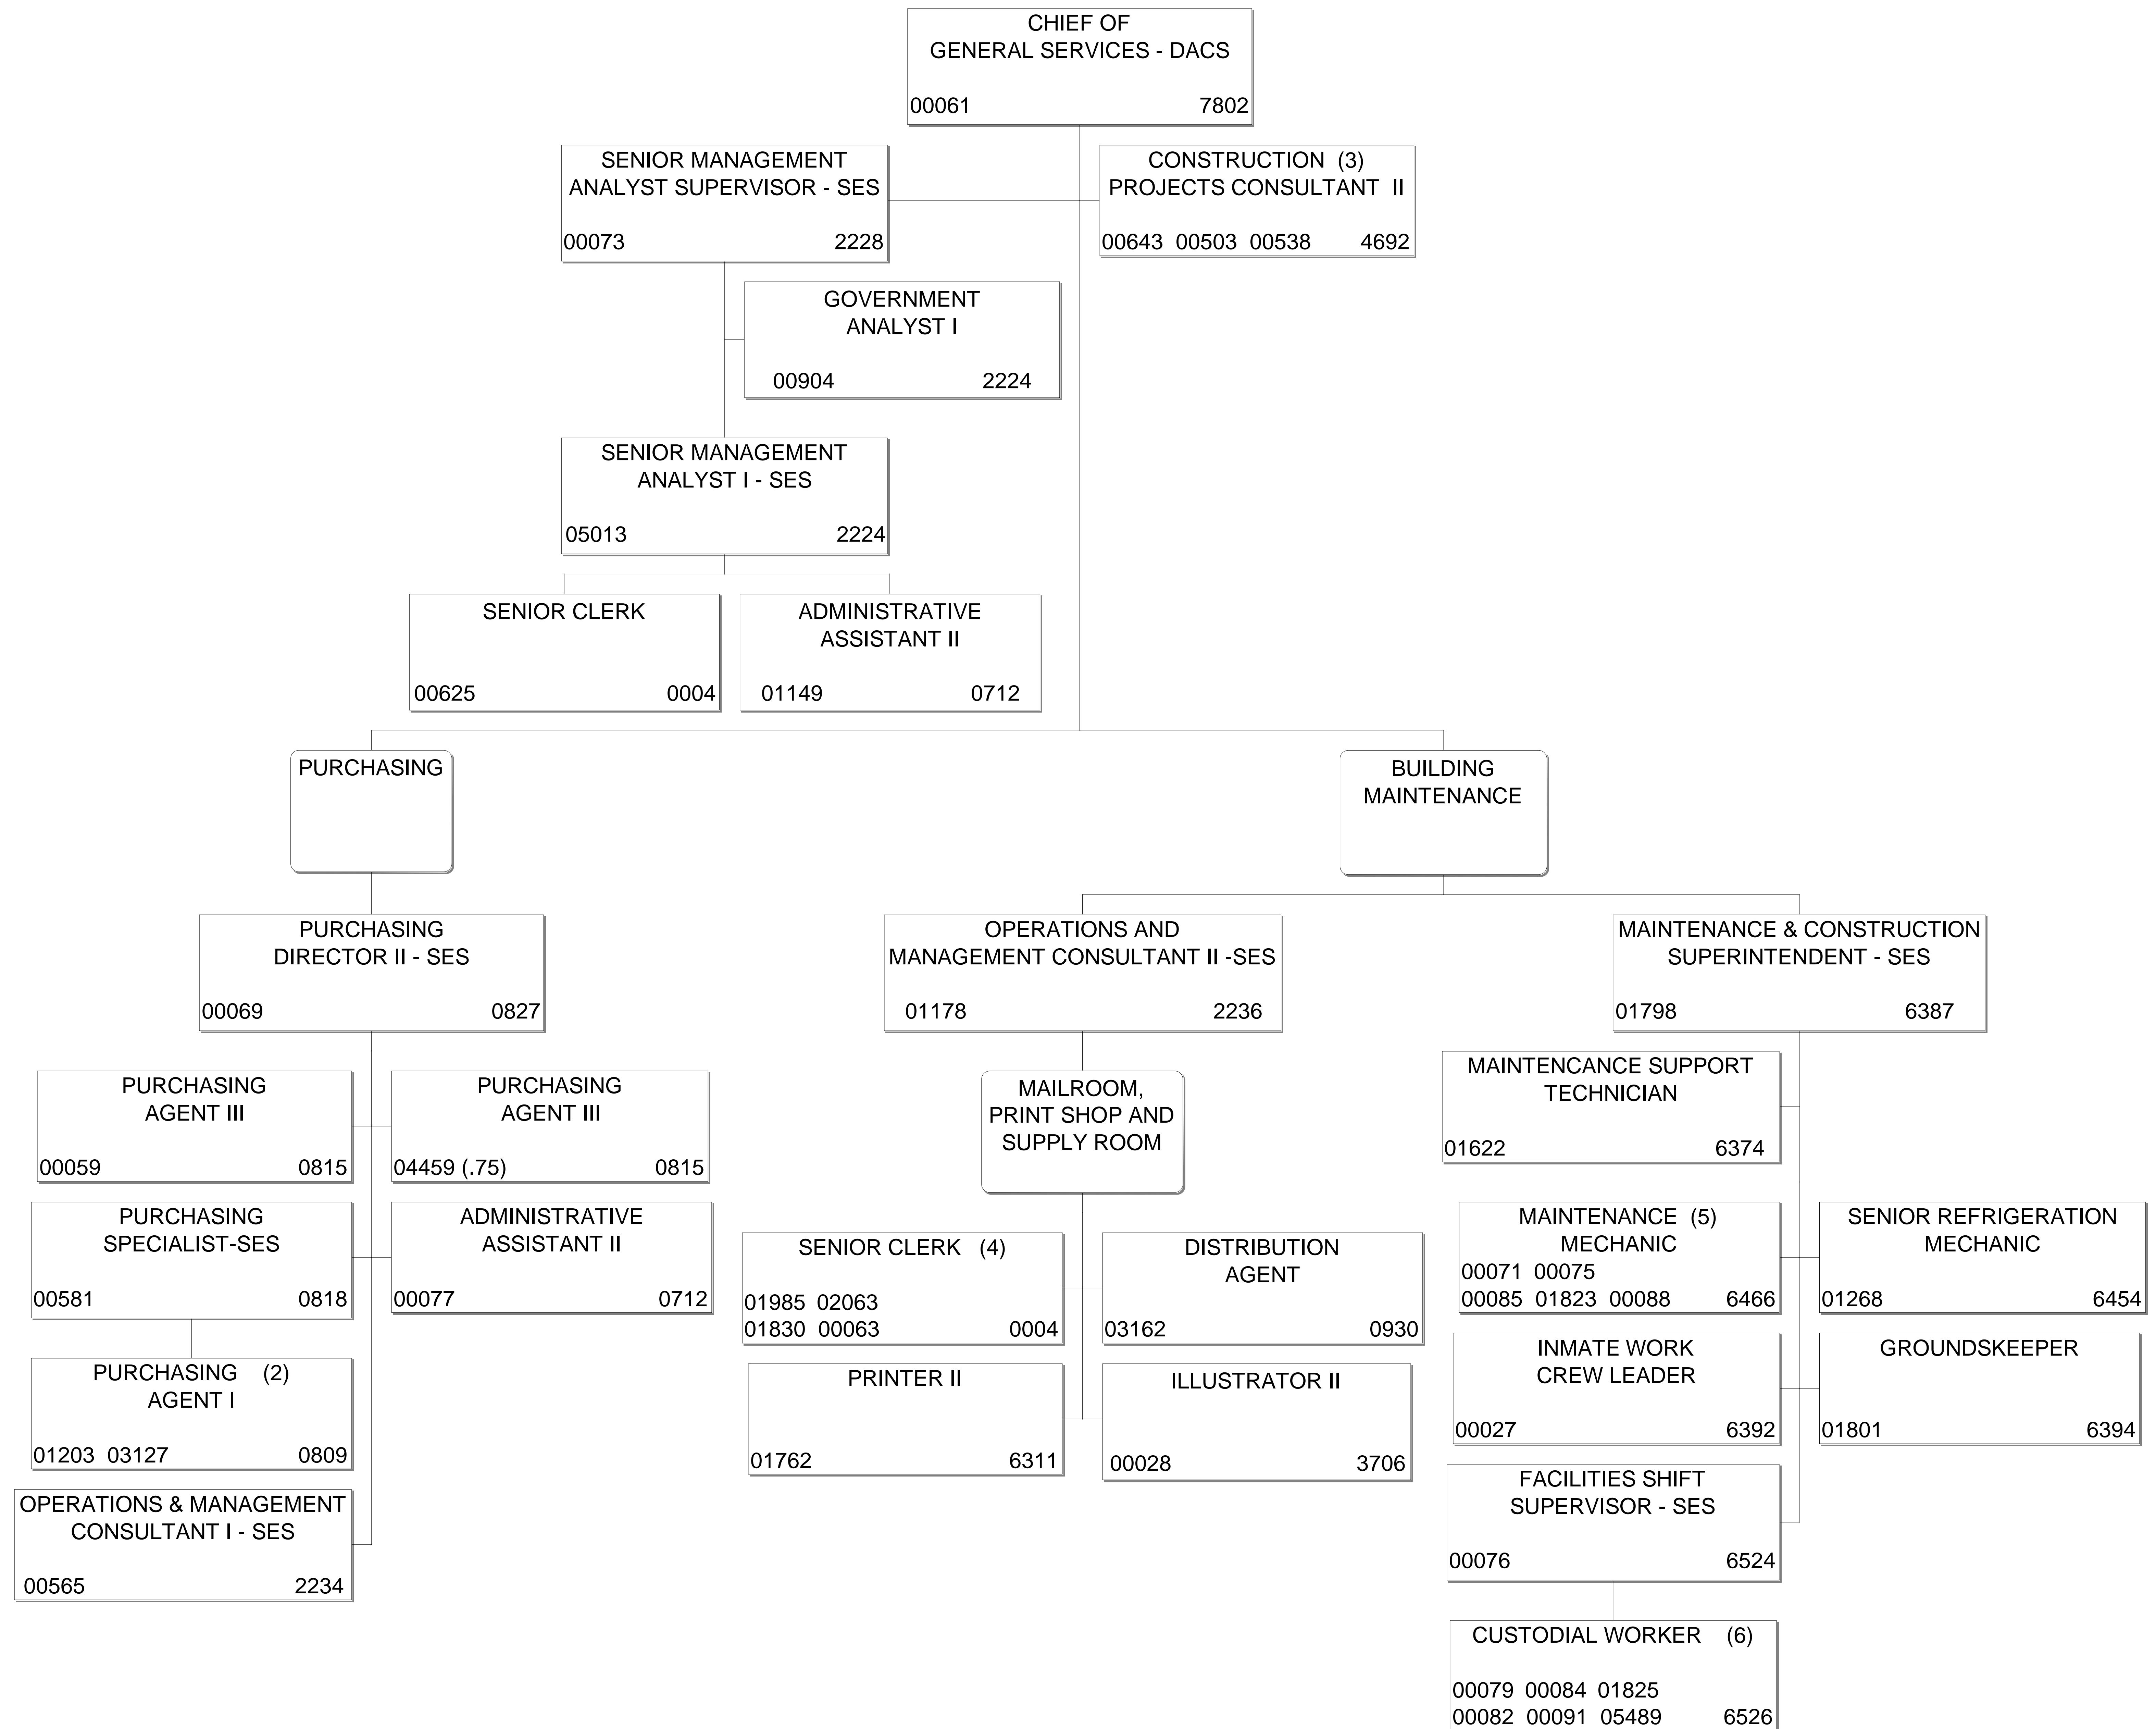 CHIEF OF
GENERAL SERVICES - DACS
00061 7802
SENIOR MANAGEMENT
ANALYST SUPERVISOR - SES
00073 2228
CONSTRUCTION (3)
PROJECTS CONSULTANT II
00643 00503 00538 4692
GOVERNMENT
ANALYST I
00904 2224
SENIOR MANAGEMENT
ANALYST I - SES
05013 2224
SENIOR CLERK
00625 0004
ADMINISTRATIVE
ASSISTANT II
01149 0712
PURCHASING
BUILDING
MAINTENANCE
PURCHASING
DIRECTOR II - SES
00069 0827
OPERATIONS AND
MANAGEMENT CONSULTANT II -SES
01178 2236
MAINTENANCE & CONSTRUCTION
SUPERINTENDENT - SES
01798 6387
PURCHASING
AGENT III
00059 0815
PURCHASING
AGENT III
04459 (.75) 0815
PURCHASING
SPECIALIST-SES
00581 0818
ADMINISTRATIVE
ASSISTANT II
00077 0712
PURCHASING (2)
AGENT I
01203 03127 0809
OPERATIONS & MANAGEMENT
CONSULTANT I - SES
00565 2234
MAILROOM,
PRINT SHOP AND
SUPPLY ROOM
SENIOR CLERK (4)
01985 02063
01830 00063 0004
DISTRIBUTION
AGENT
03162 0930
PRINTER II
01762 6311
ILLUSTRATOR II
00028 3706
MAINTENCANCE SUPPORT
TECHNICIAN
01622 6374
MAINTENANCE (5)
MECHANIC
00071 00075
00085 01823 00088 6466
SENIOR REFRIGERATION
MECHANIC
01268 6454
INMATE WORK
CREW LEADER
00027 6392
GROUNDSKEEPER
01801 6394
FACILITIES SHIFT
SUPERVISOR - SES
00076 6524
CUSTODIAL WORKER (6)
00079 00084 01825
00082 00091 05489 6526